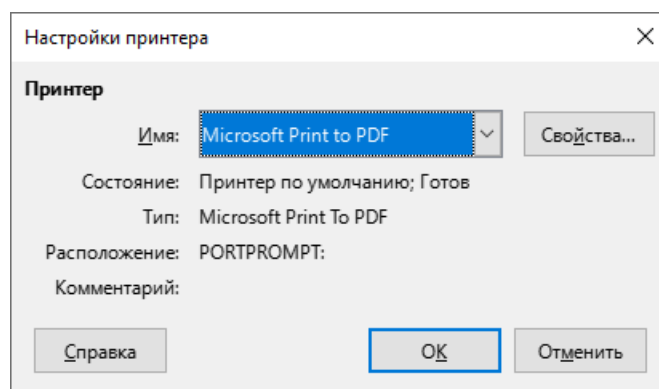 Настройки принтера
Принтер
Имя: Microsoft Print to PDF Свойства...
Состояние: Принтер по умолчанию; Готов
Тип: Microsoft Print To PDF
Расположение: PORTPROMPT:
Комментарий:
Справка OK Отменить